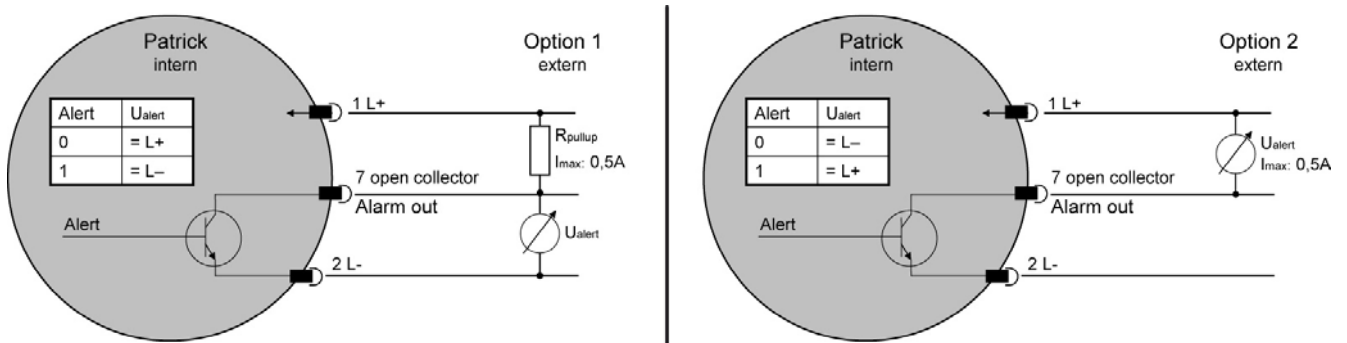 Patrick
intern
Option 1
extern
Alert Ualert
0 = L+
1 = L–
1 L+
Rpullup
Imax: 0,5A
7 open collector
Alarm out
Alert
Ualert
2 L-
Patrick
intern
Option 2
extern
Alert Ualert
0 = L–
1 = L+
1 L+
Ualert
Imax: 0,5A
7 open collector
Alarm out
Alert
2 L-